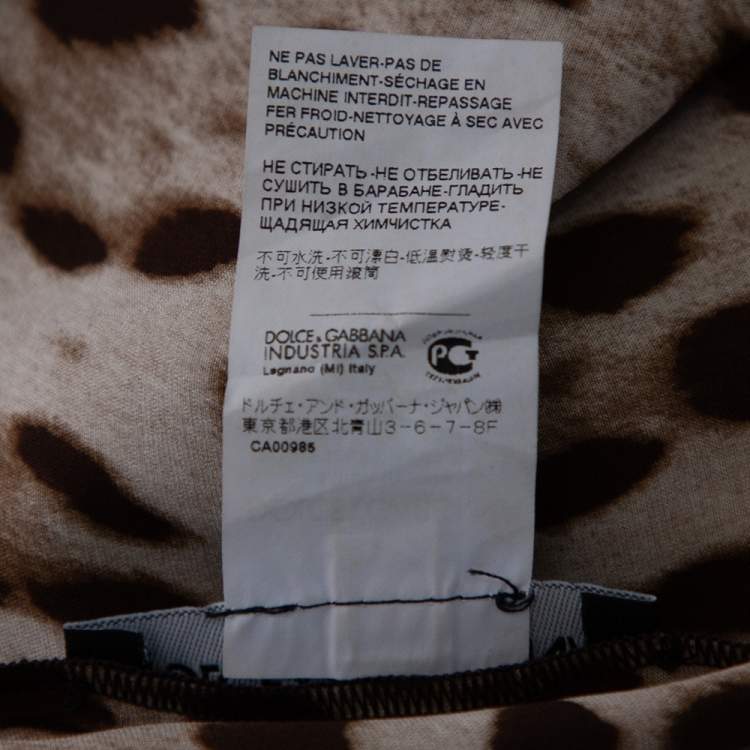 NE PAS LAVER-PAS DE
BLANCHIMENT-SÉCHAGE EN
MACHINE INTERDIT-REPASSAGE
FER FROID-NETTOYAGE À SEC AVEC
PRÉCAUTION
НЕ СТИРАТЬ-НЕ ОТБЕЛИВАТЬ-НЕ
СУШИТЬ В БАРАБАНЕ-ГЛАДИТЬ
ПРИ НИЗКОЙ ТЕМПЕРАТУРЕ-
ЩАДЯЩАЯ ХИМЧИСТКА
不可水洗-不可漂白-低温熨烫-轻度干
洗-不可使用滚筒
DOLCE & GABBANA
INDUSTRIA S.P.A.
Legnano (MI) Italy
PG
ドルチェ・アンド・ガッバーナ・ジャパン㈱
東京都港区北青山3-6-7-8F
CA00985